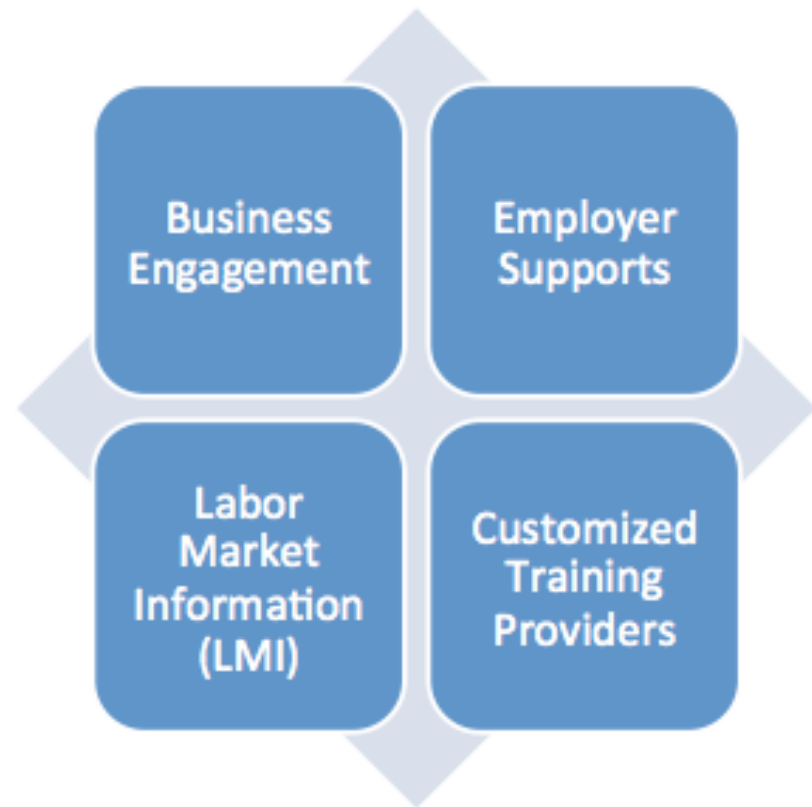 Business
Engagement
Employer
Supports
Labor
Market
Information
(LMI)
Customized
Training
Providers